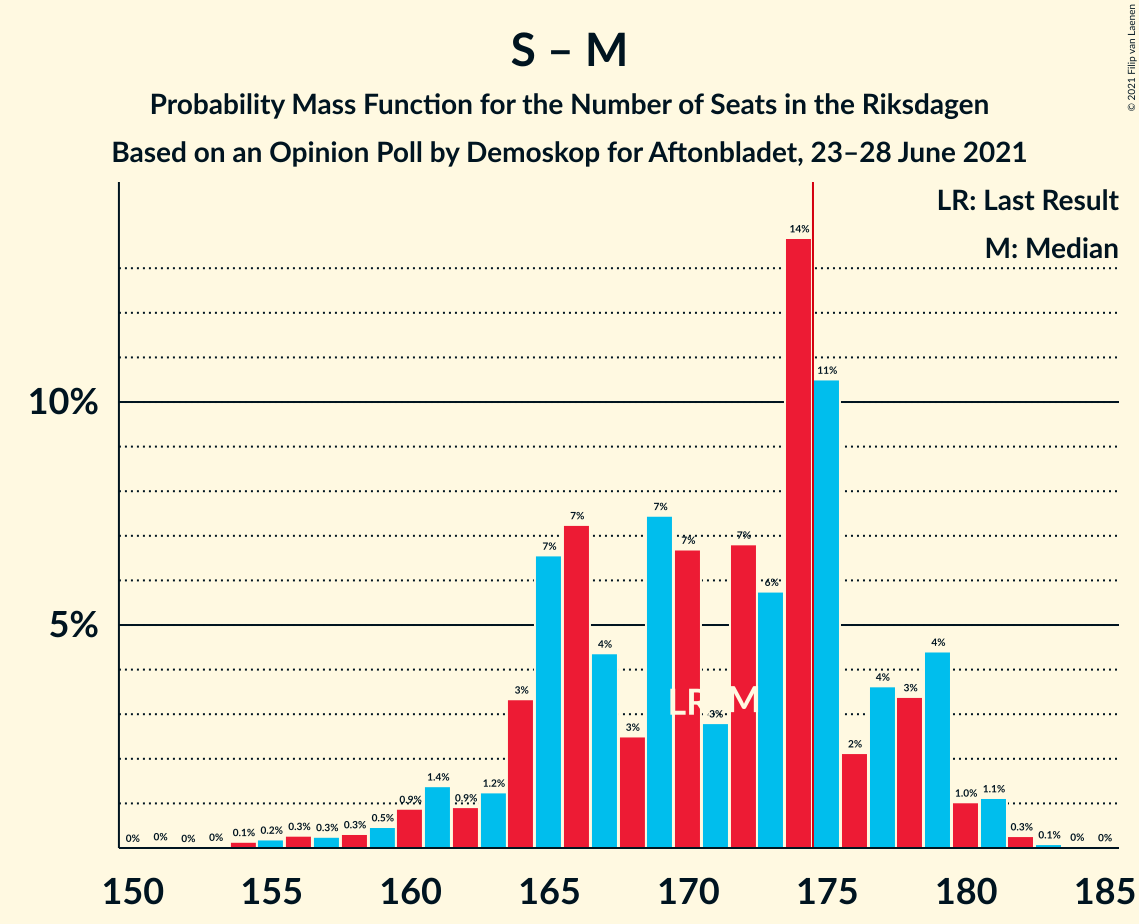 S – M
Probability Mass Function for the Number of Seats in the Riksdagen
Based on an Opinion Poll by Demoskop for Aftonbladet, 23–28 June 2021
© 2021 Filip van Laenen
LR: Last Result
M: Median
10%
5%
0% 0% 0% 0% 0.1% 0.2% 0.3% 0.3% 0.3% 0.5% 0.9% 1.4% 0.9% 1.2% 3% 7% 7% 4% 3% 7% 7% 3% 7% 6% 14% 11% 2% 4% 3% 4% 1.0% 1.1% 0.3% 0.1% 0% 0%
LR M
150 155 160 165 170 175 180 185